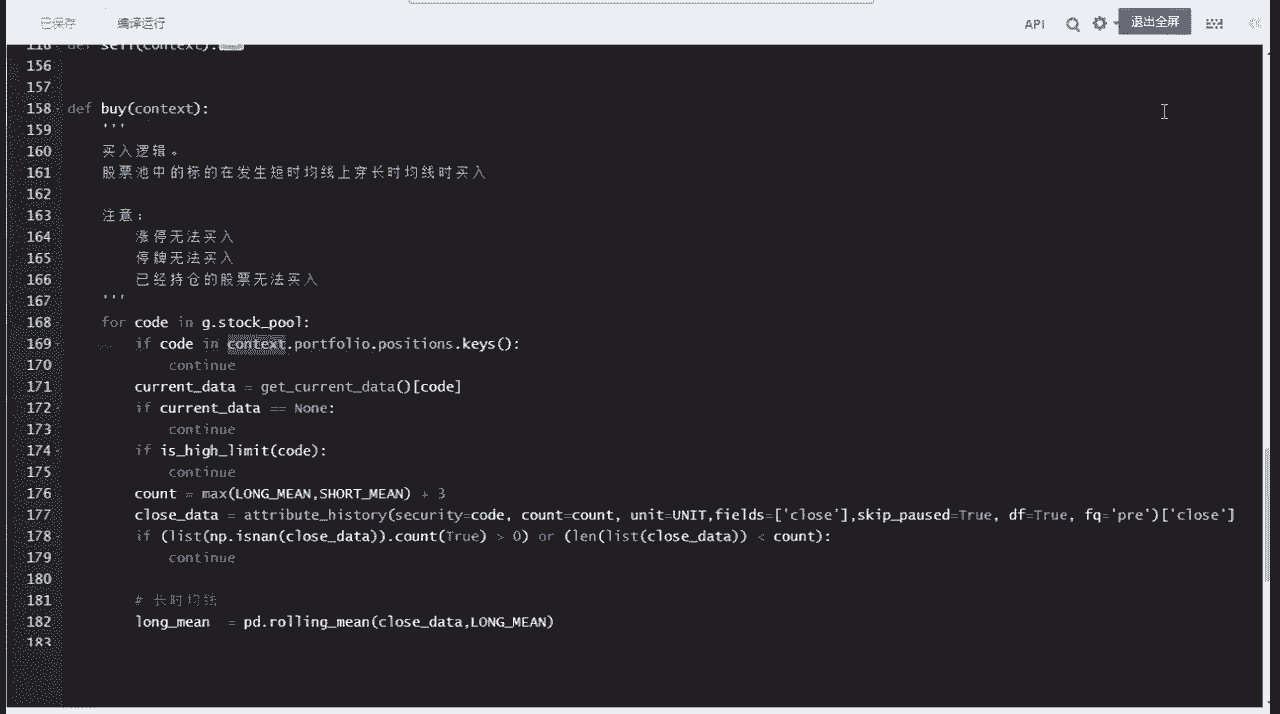 已保存 编译运行 API 退出全屏
118 def sell(context):
156
157
158 def buy(context):
159 '''
160 买入逻辑。
161 股票池中的标的在发生短时均线上穿长时均线时买入
162
163 注意：
164 涨停无法买入
165 停牌无法买入
166 已经持仓的股票无法买入
167 '''
168 for code in g.stock_pool:
169 if code in context.portfolio.positions.keys():
170 continue
171 current_data = get_current_data()[code]
172 if current_data == None:
173 continue
174 if is_high_limit(code):
175 continue
176 count = max(LONG_MEAN,SHORT_MEAN) + 3
177 close_data = attribute_history(security=code, count=count, unit=UNIT,fields=['close'],skip_paused=True, df=True, fq='pre')['close']
178 if (list(np.isnan(close_data)).count(True) > 0) or (len(list(close_data)) < count):
179 continue
180
181 # 长时均线
182 long_mean = pd.rolling_mean(close_data,LONG_MEAN)
183